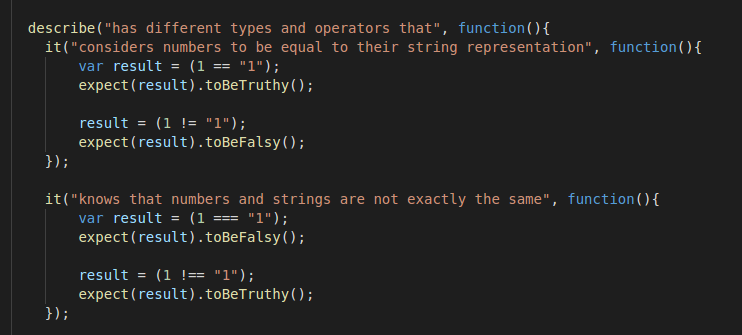 describe("has different types and operators that", function(){
it("considers numbers to be equal to their string representation", function(){
var result = (1 == "1");
expect(result).toBeTruthy();
result = (1 != "1");
expect(result).toBeFalsy();
});
it("knows that numbers and strings are not exactly the same", function(){
var result = (1 === "1");
expect(result).toBeFalsy();
result = (1 !== "1");
expect(result).toBeTruthy();
});